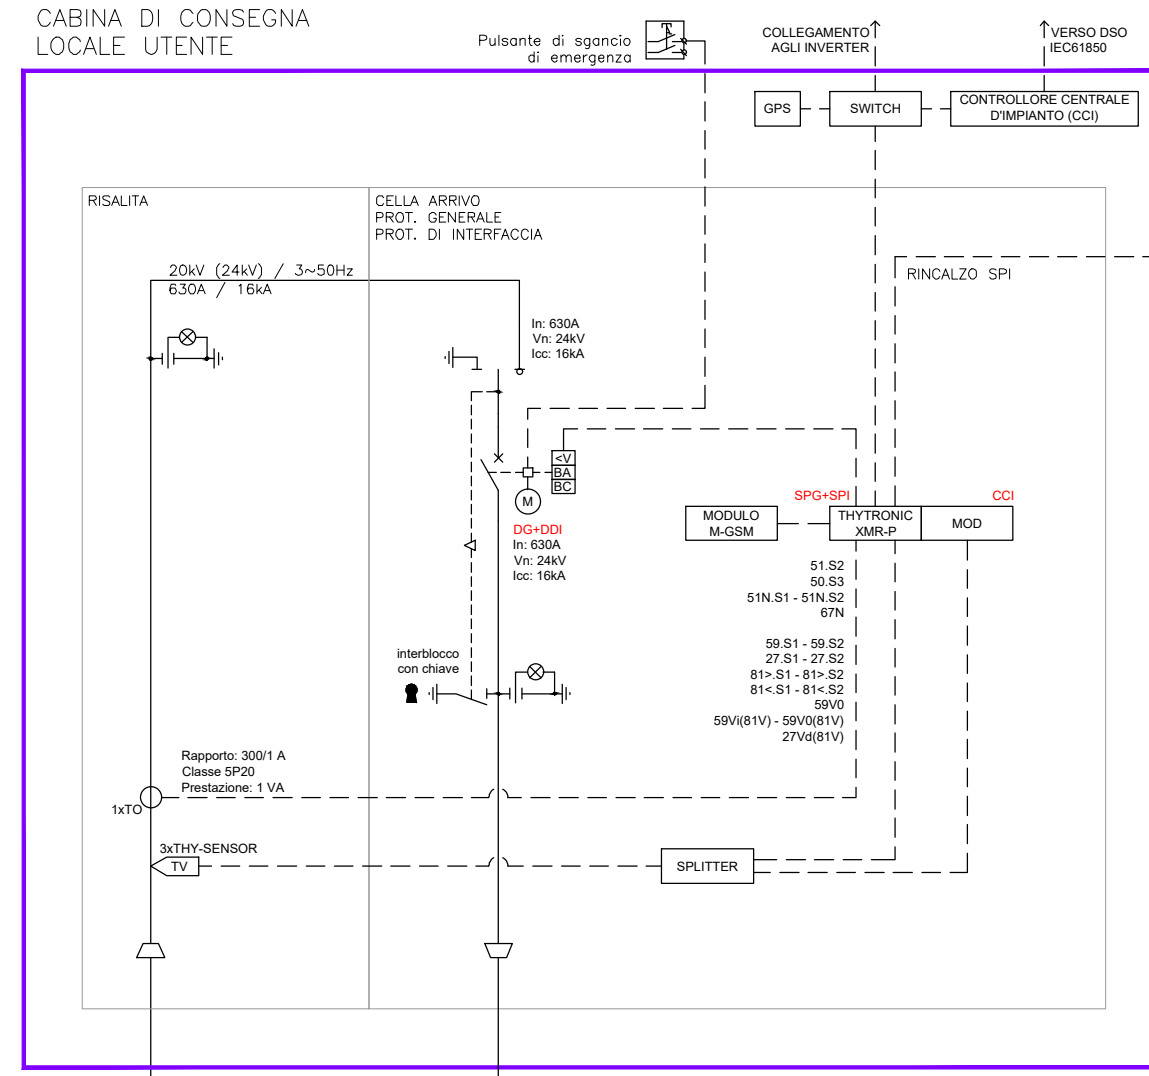 CABINA DI CONSEGNA
LOCALE UTENTE
Pulsante di sgancio
di emergenza
COLLEGAMENTO
AGLI INVERTER
VERSO DSO
IEC61850
GPS
SWITCH
CONTROLLORE CENTRALE
D'IMPIANTO (CCI)
RISALITA
CELLA ARRIVO
PROT. GENERALE
PROT. DI INTERFACCIA
20kV (24kV) / 3~50Hz
630A / 16kA
RINCALZO SPI
In: 630A
Vn: 24kV
Icc: 16kA
<V
BA
BC
M
DG+DDI
In: 630A
Vn: 24kV
Icc: 16kA
SPG+SPI
CCI
MODULO
M-GSM
THYTRONIC
XMR-P
MOD
51.S2
50.S3
51N.S1 - 51N.S2
67N
59.S1 - 59.S2
27.S1 - 27.S2
81>.S1 - 81>.S2
81<.S1 - 81<.S2
59V0
59Vi(81V) - 59V0(81V)
27Vd(81V)
interblocco
con chiave
Rapporto: 300/1 A
Classe 5P20
Prestazione: 1 VA
1xTO
3xTHY-SENSOR
TV
SPLITTER